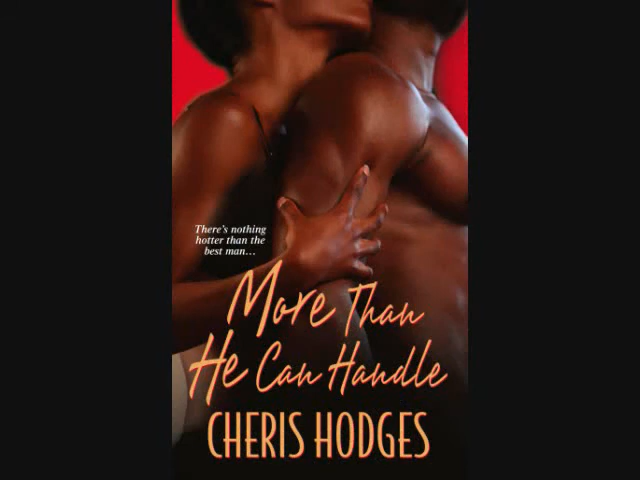 There's nothing
hotter than the
best man...
More Than
He Can Handle
CHERIS HODGES